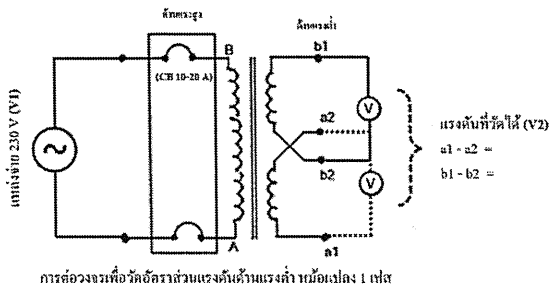 ด้านแรงสูง
ด้านแรงต่ำ
(CB 10-20 A)
B
A
แหล่งจ่าย 230 V (V1)
~
b1
a2
b2
a1
V
V
แรงดันที่วัดได้ (V2)
a1 - a2 =
b1 - b2 =
การต่อวงจรเพื่อวัดอัตราส่วนแรงดันด้านแรงต่ำ หม้อแปลง 1 เฟส